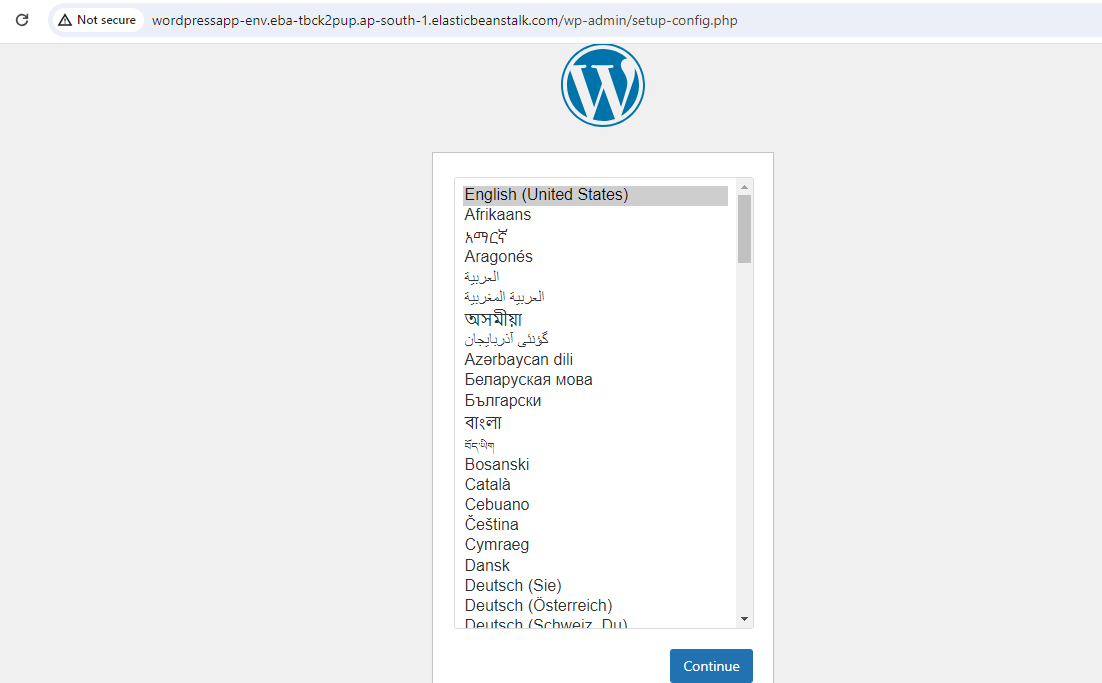 Not secure wordpressapp-env.eba-tbck2pup.ap-south-1.elasticbeanstalk.com/wp-admin/setup-config.php
English (United States)
Afrikaans
አማርኛ
Aragonés
العربية
العربية المغربية
অসমীয়া
گؤنئی آذربایجان
Azərbaycan dili
Беларуская мова
Български
বাংলা
བོད་ཡིག
Bosanski
Català
Cebuano
Čeština
Cymraeg
Dansk
Deutsch (Sie)
Deutsch (Österreich)
Deutsch (Schweiz, Du)
Continue